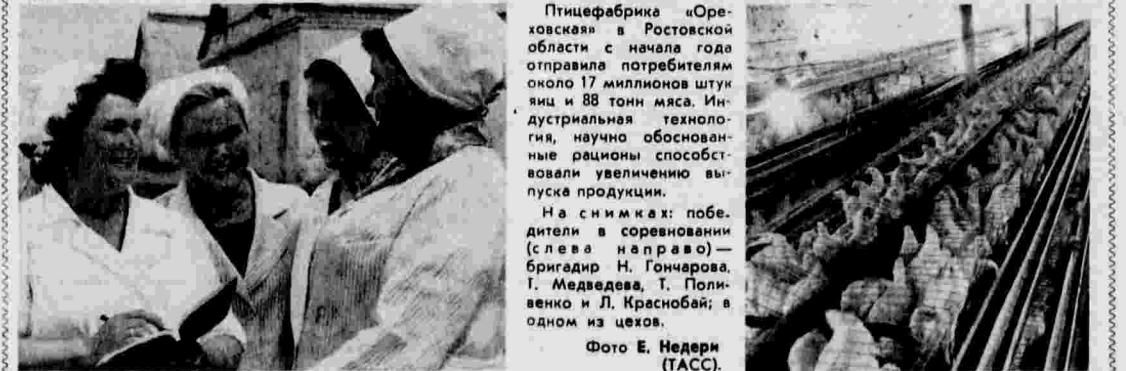 Птицефабрика «Оре-
ховская» в Ростовской
области с начала года
отправила потребителям
около 17 миллионов штук
яиц и 88 тонн мяса. Ин-
дустриальная техноло-
гия, научно обоснован-
ные рационы способст-
вовали увеличению вы-
пуска продукции.
На снимках: побе-
дители в соревновании
(слева направо) —
бригадир Н. Гончарова,
Т. Медведева, Т. Поли-
венко и Л. Краснобай; в
одном из цехов.
Фото Е. Недери
(ТАСС).